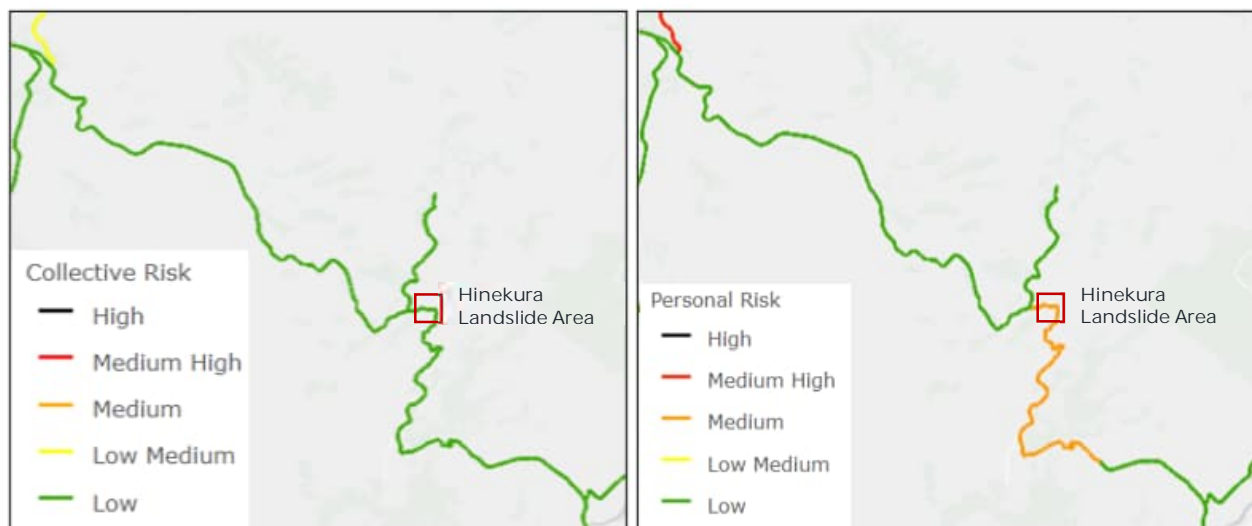 Collective Risk
High
Medium High
Medium
Low Medium
Low
Hinekura
Landslide Area
Personal Risk
High
Medium High
Medium
Low Medium
Low
Hinekura
Landslide Area